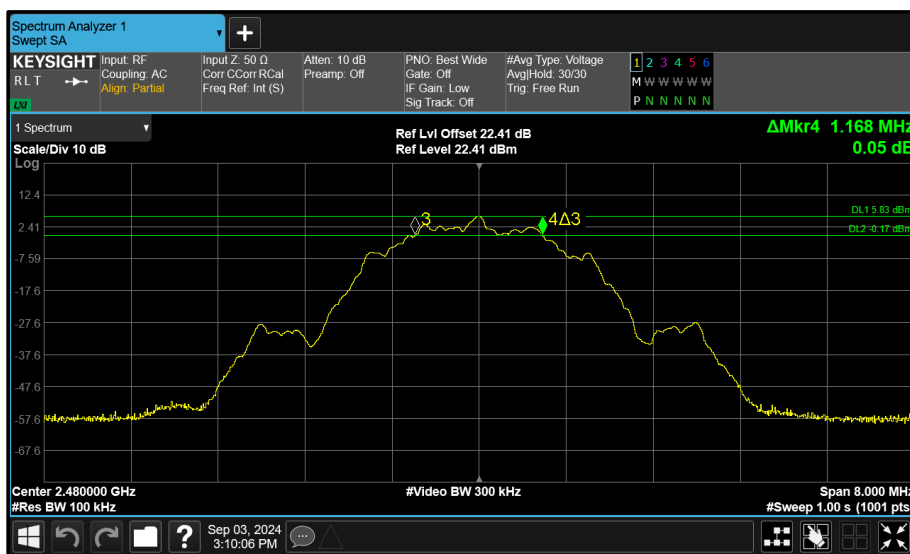 Spectrum Analyzer 1
Swept SA
KEYSIGHT
RLT
LXI
Input: RF
Coupling: AC
Align: Partial
Input Z: 50 Ω
Corr CCorr RCal
Freq Ref: Int (S)
Atten: 10 dB
Preamp: Off
PNO: Best Wide
Gate: Off
IF Gain: Low
Sig Track: Off
#Avg Type: Voltage
Avg|Hold: 30/30
Trig: Free Run
1 2 3 4 5 6
M W W W W W
P N N N N N
1 Spectrum
Scale/Div 10 dB
Log
Ref Lvl Offset 22.41 dB
Ref Level 22.41 dBm
ΔMkr4 1.168 MHz
0.05 dB
12.4
2.41
-7.59
-17.6
-27.6
-37.6
-47.6
-57.6
-67.6
3
4Δ3
DL1 5.83 dBm
DL2 -0.17 dBm
Center 2.480000 GHz
#Res BW 100 kHz
#Video BW 300 kHz
Span 8.000 MHz
#Sweep 1.00 s (1001 pts
?
Sep 03, 2024
3:10:06 PM